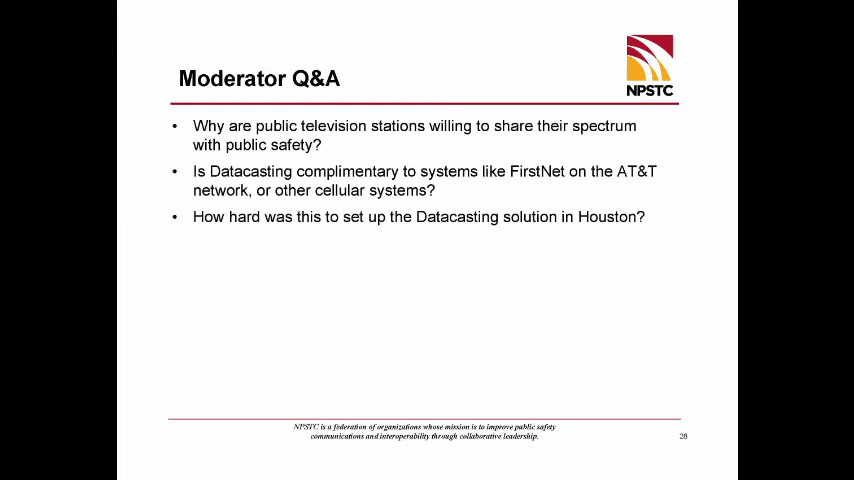 Moderator Q&A
NPSTC
• Why are public television stations willing to share their spectrum
with public safety?
• Is Datacasting complimentary to systems like FirstNet on the AT&T
network, or other cellular systems?
• How hard was this to set up the Datacasting solution in Houston?
NPSTC is a federation of organizations whose mission is to improve public safety
communications and interoperability through collaborative leadership.
28